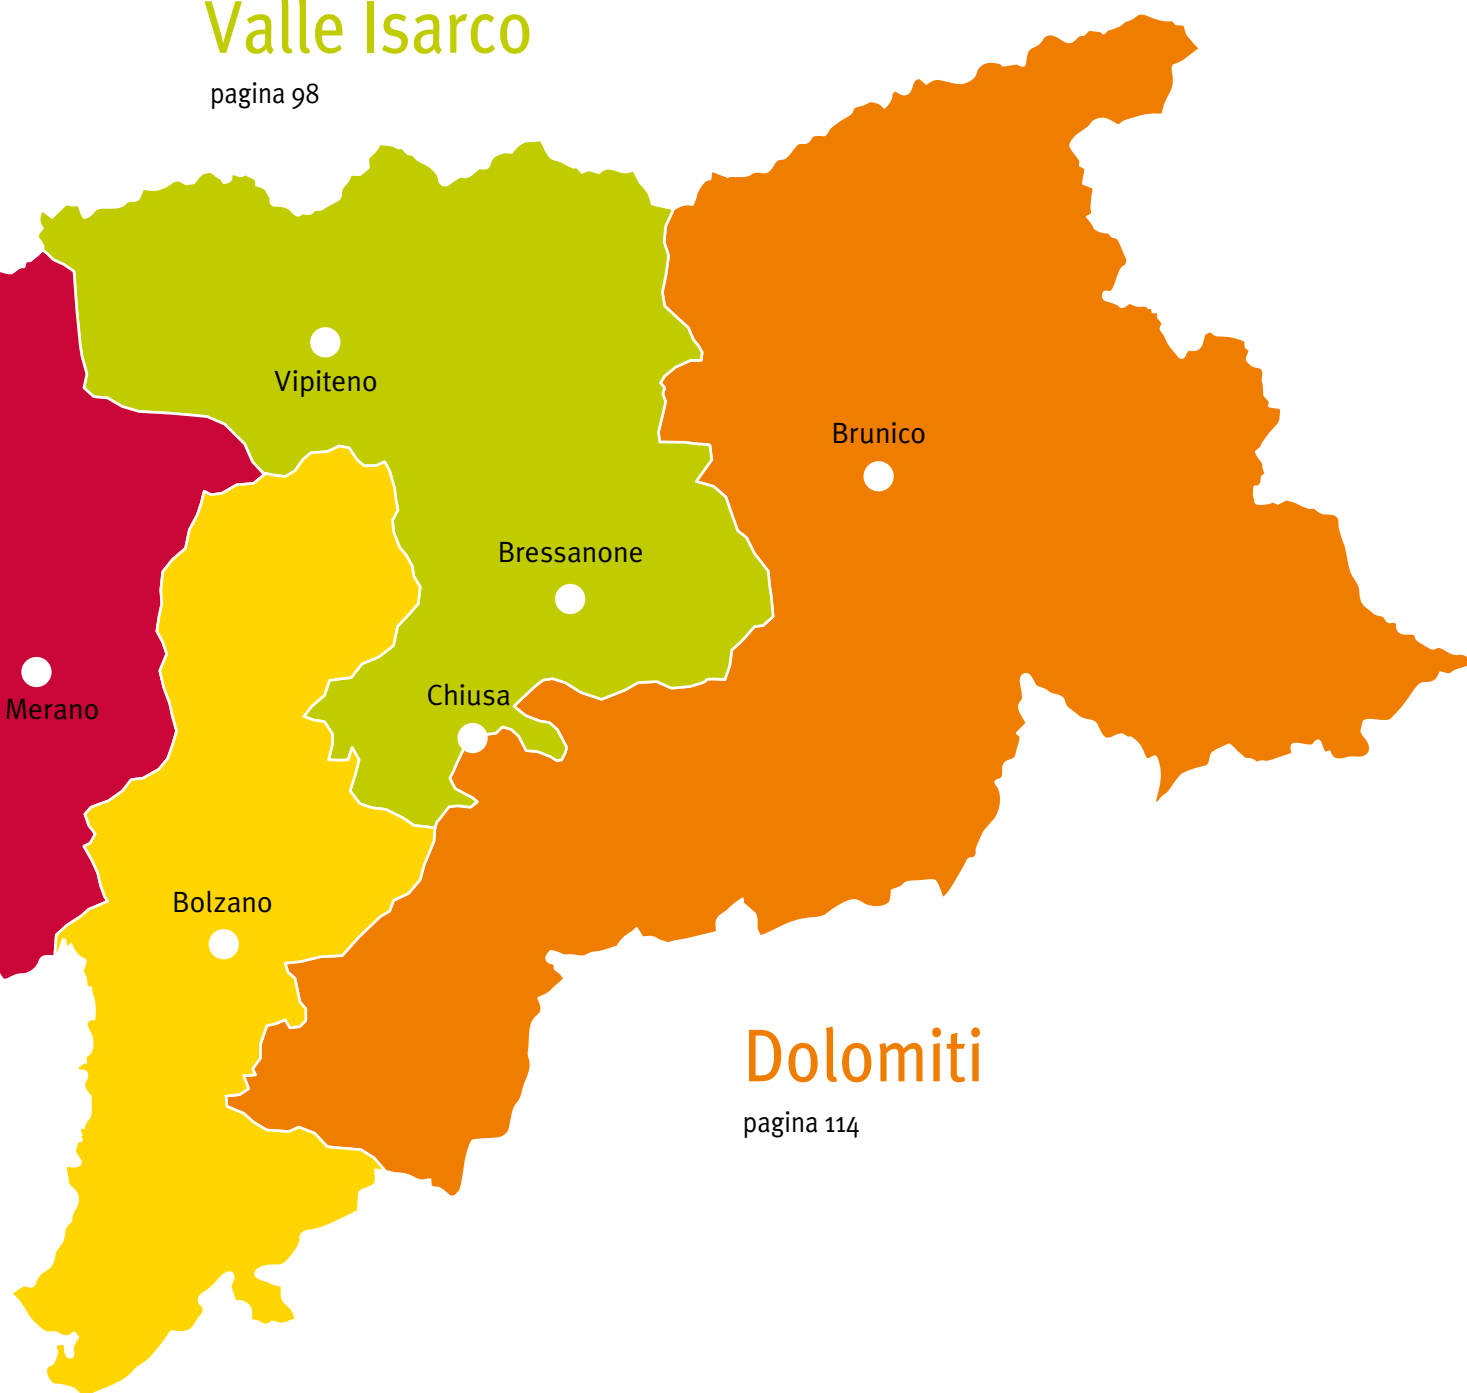 Valle Isarco
pagina 98
Vipiteno
Brunico
Bressanone
Chiusa
Merano
Bolzano
Dolomiti
pagina 114